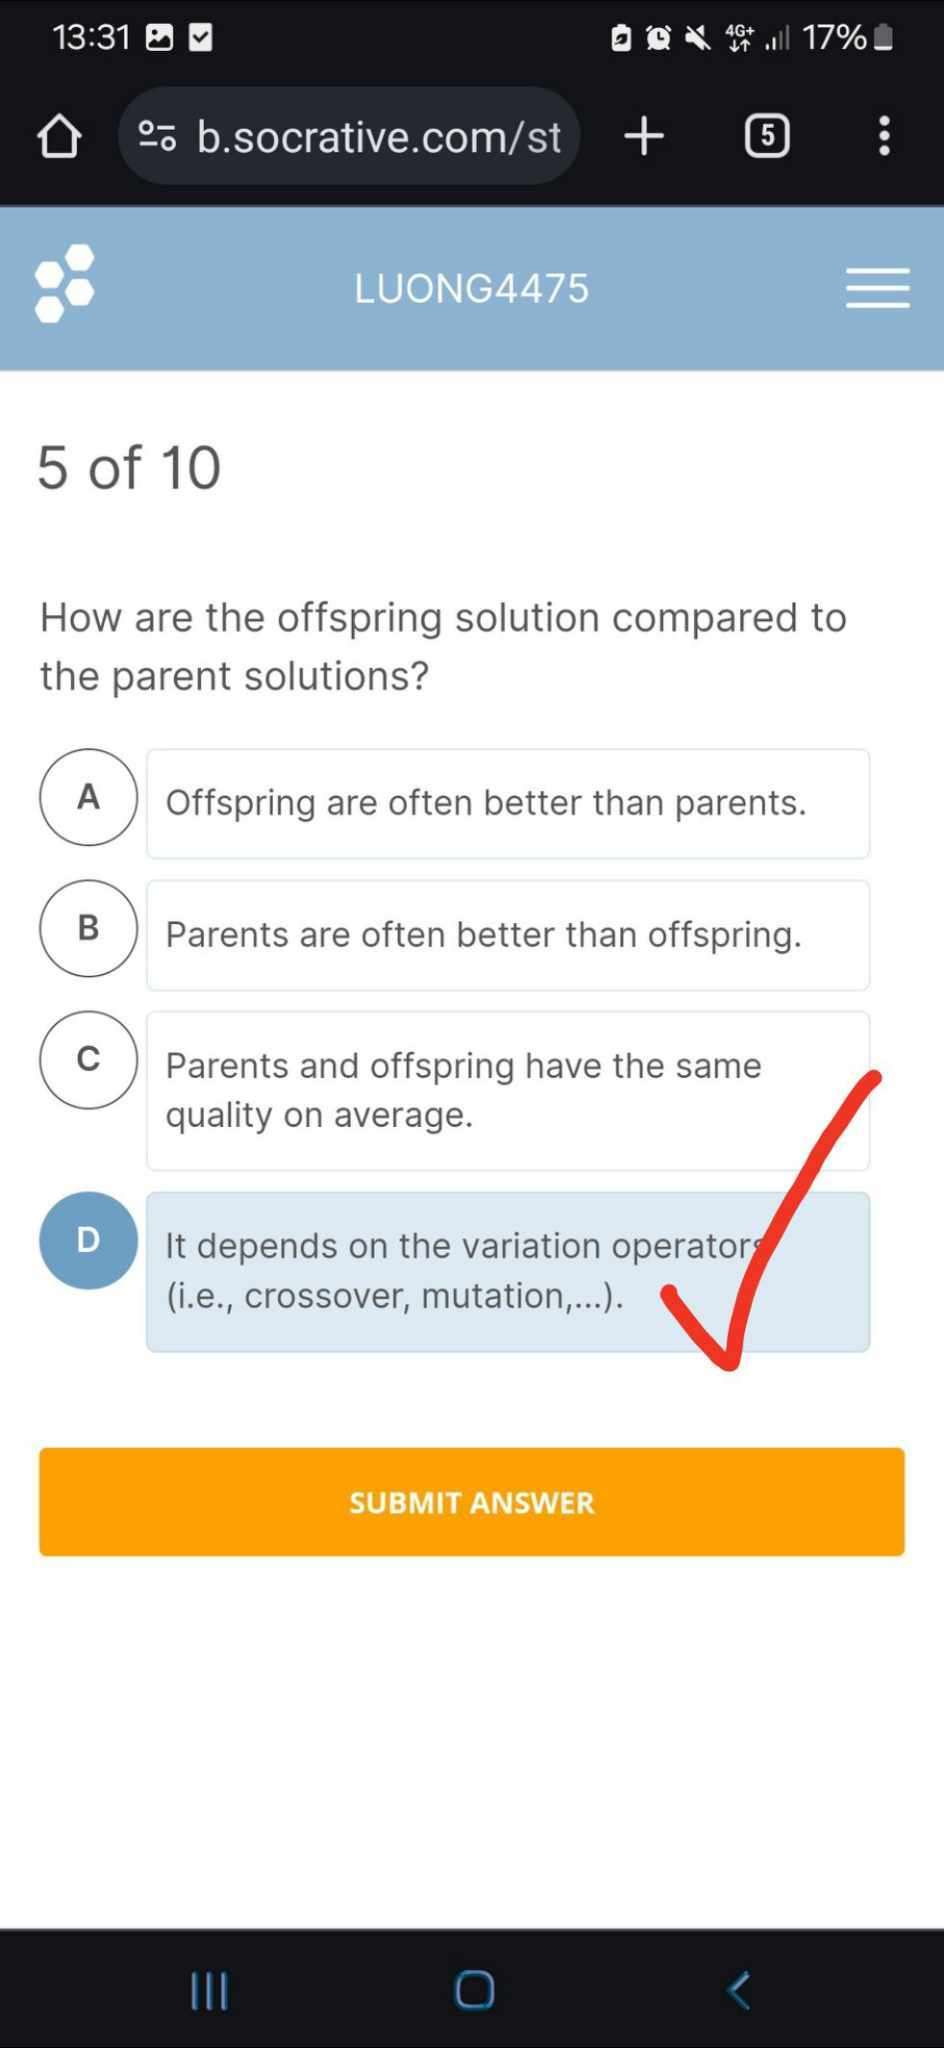 13:31
4G+
17%
b.socrative.com/st
5
LUONG4475
5 of 10
How are the offspring solution compared to
the parent solutions?
A
Offspring are often better than parents.
B
Parents are often better than offspring.
C
Parents and offspring have the same
quality on average.
D
It depends on the variation operators
(i.e., crossover, mutation,...).
SUBMIT ANSWER